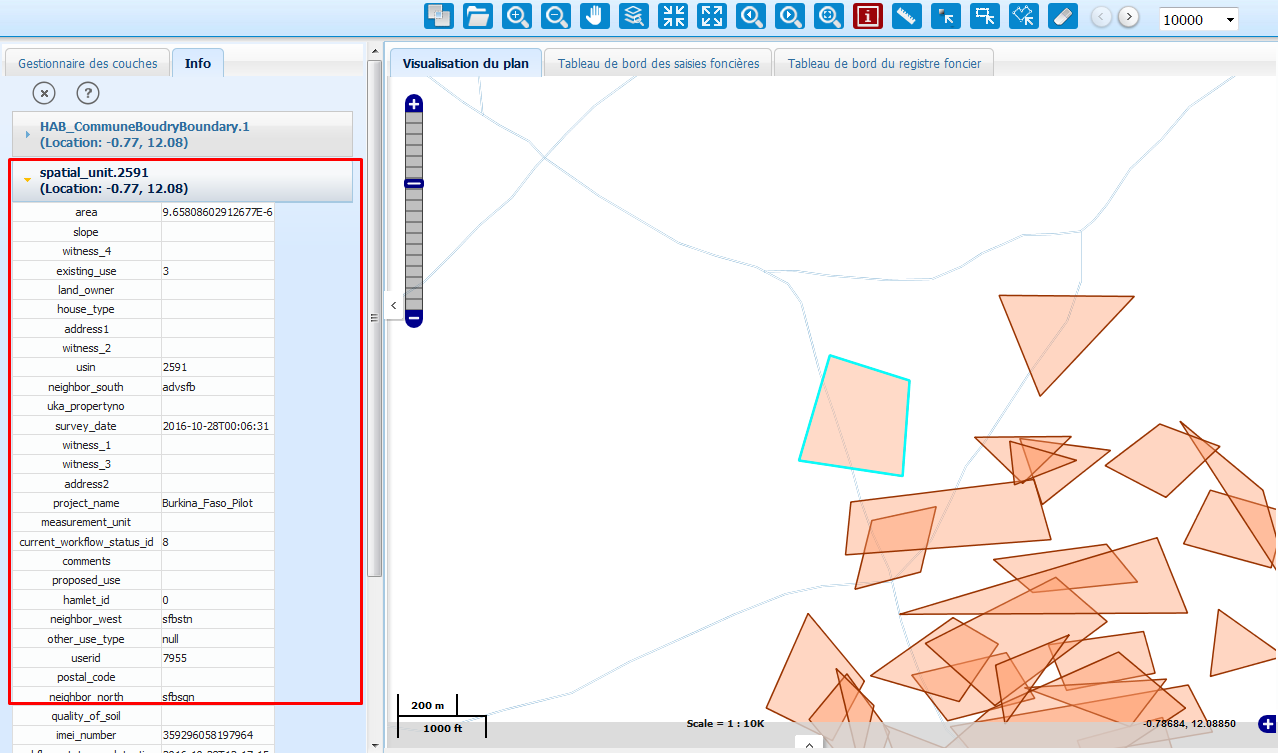 10000
Gestionnaire des couches
Info
Visualisation du plan
Tableau de bord des saisies foncières
Tableau de bord du registre foncier
HAB_CommuneBoudryBoundary.1
(Location: -0.77, 12.08)
spatial_unit.2591
(Location: -0.77, 12.08)
area 9.65808602912677E-6
slope
witness_4
existing_use 3
land_owner
house_type
address1
witness_2
usin 2591
neighbor_south advsfb
uka_propertyno
survey_date 2016-10-28T00:06:31
witness_1
witness_3
address2
project_name Burkina_Faso_Pilot
measurement_unit
current_workflow_status_id 8
comments
proposed_use
hamlet_id 0
neighbor_west sfbstn
other_use_type null
userid 7955
postal_code
neighbor_north sfbsgn
quality_of_soil
imei_number 359296058197964
200 m
1000 ft
Scale = 1 : 10K
-0.78684, 12.08850